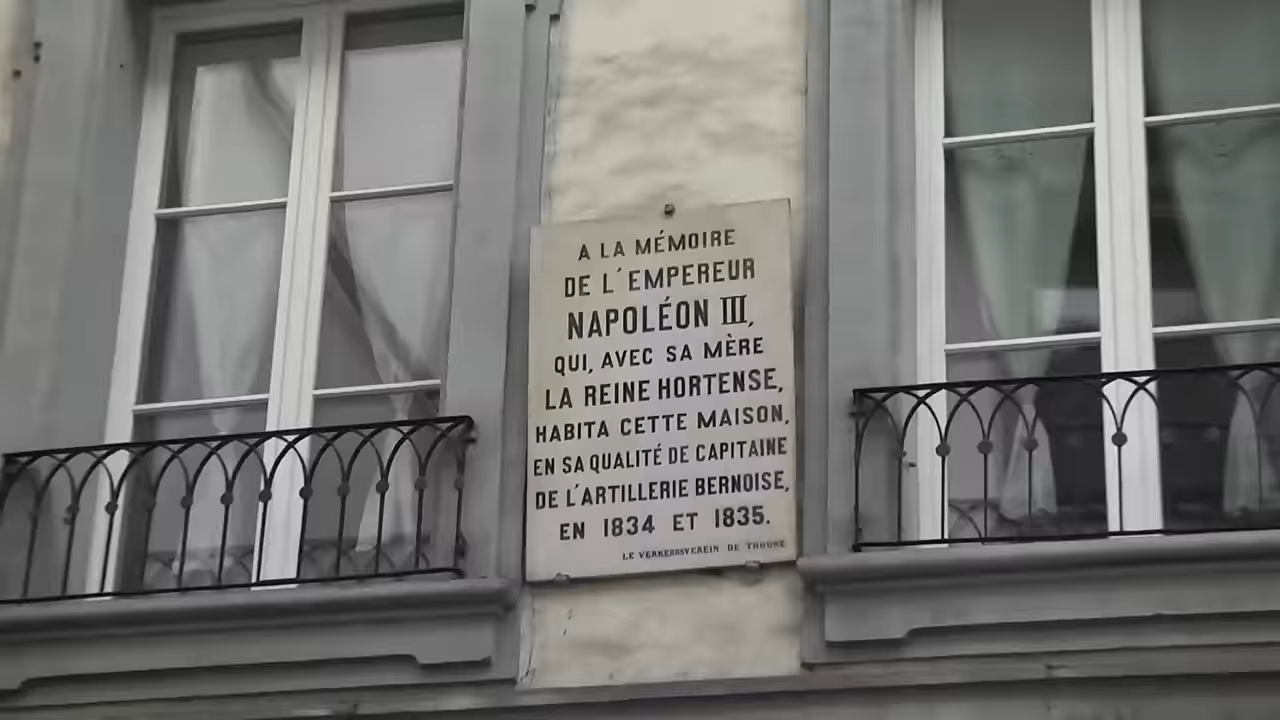 A LA MÉMOIRE
DE L'EMPEREUR
NAPOLÉON III,
QUI, AVEC SA MÈRE
LA REINE HORTENSE,
HABITA CETTE MAISON,
EN SA QUALITÉ DE CAPITAINE
DE L'ARTILLERIE BERNOISE,
EN 1834 ET 1835.
LE VERKEHRSVEREIN DE THOUNE